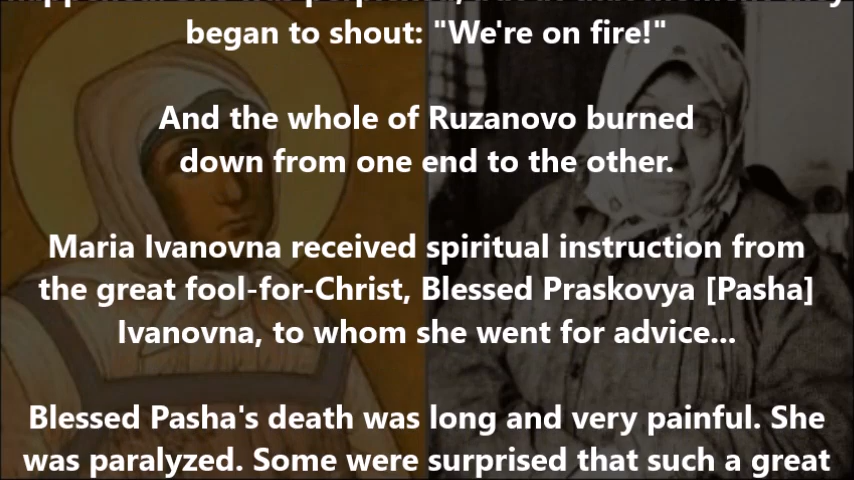 began to shout: "We're on fire!"
And the whole of Ruzanovo burned
down from one end to the other.
Maria Ivanovna received spiritual instruction from
the great fool-for-Christ, Blessed Praskovya [Pasha]
Ivanovna, to whom she went for advice...
Blessed Pasha's death was long and very painful. She
was paralyzed. Some were surprised that such a great